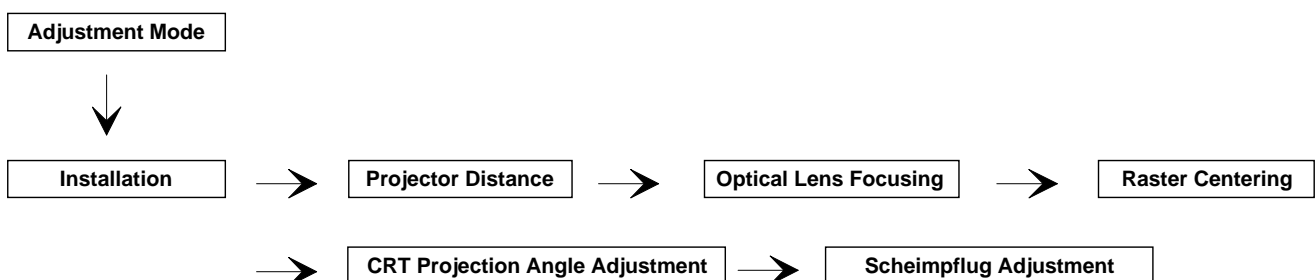 Adjustment Mode
Installation
Projector Distance
Optical Lens Focusing
Raster Centering
CRT Projection Angle Adjustment
Scheimpflug Adjustment